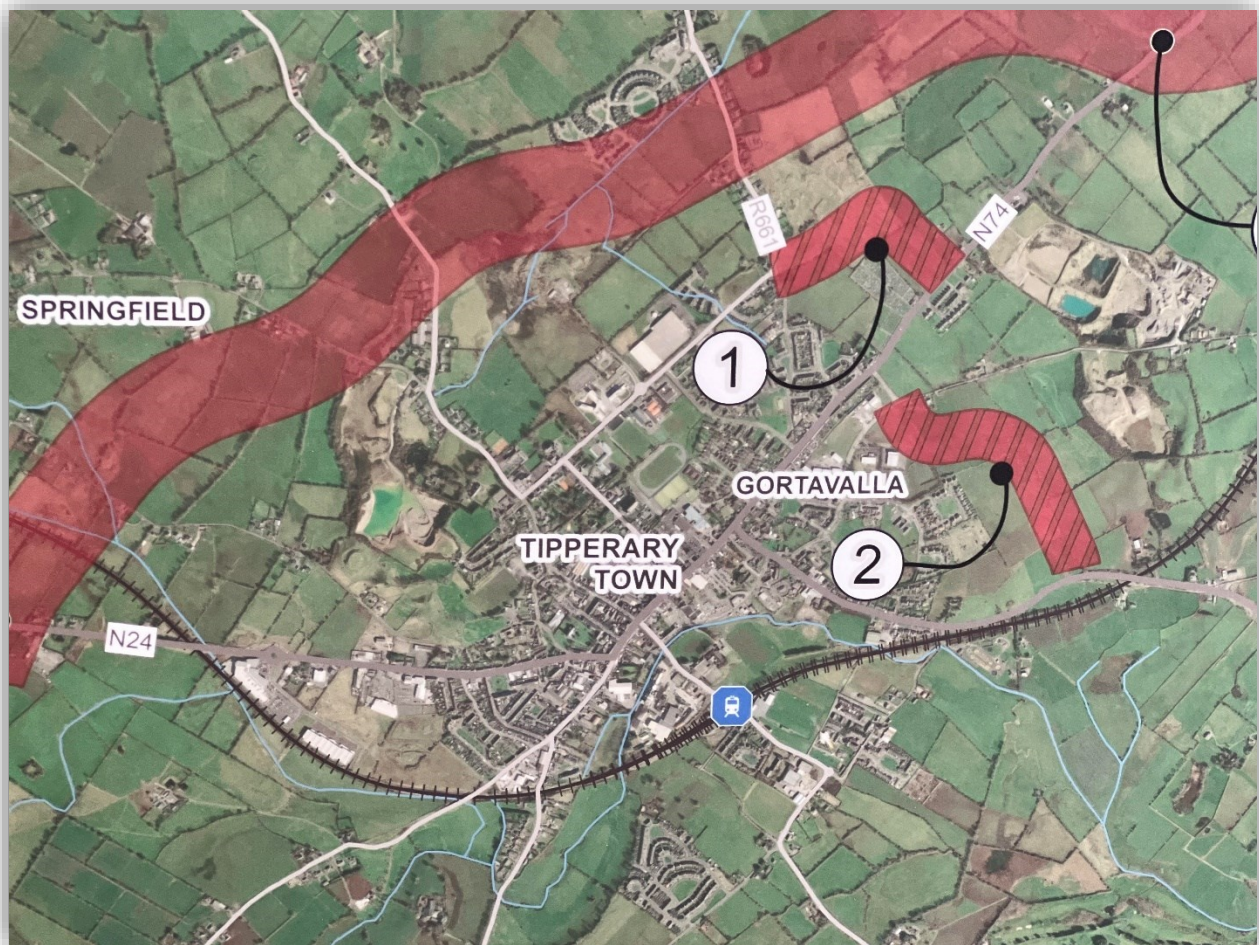 R661
N74
SPRINGFIELD
1
GORTAVALLA
TIPPERARY
TOWN
2
N24